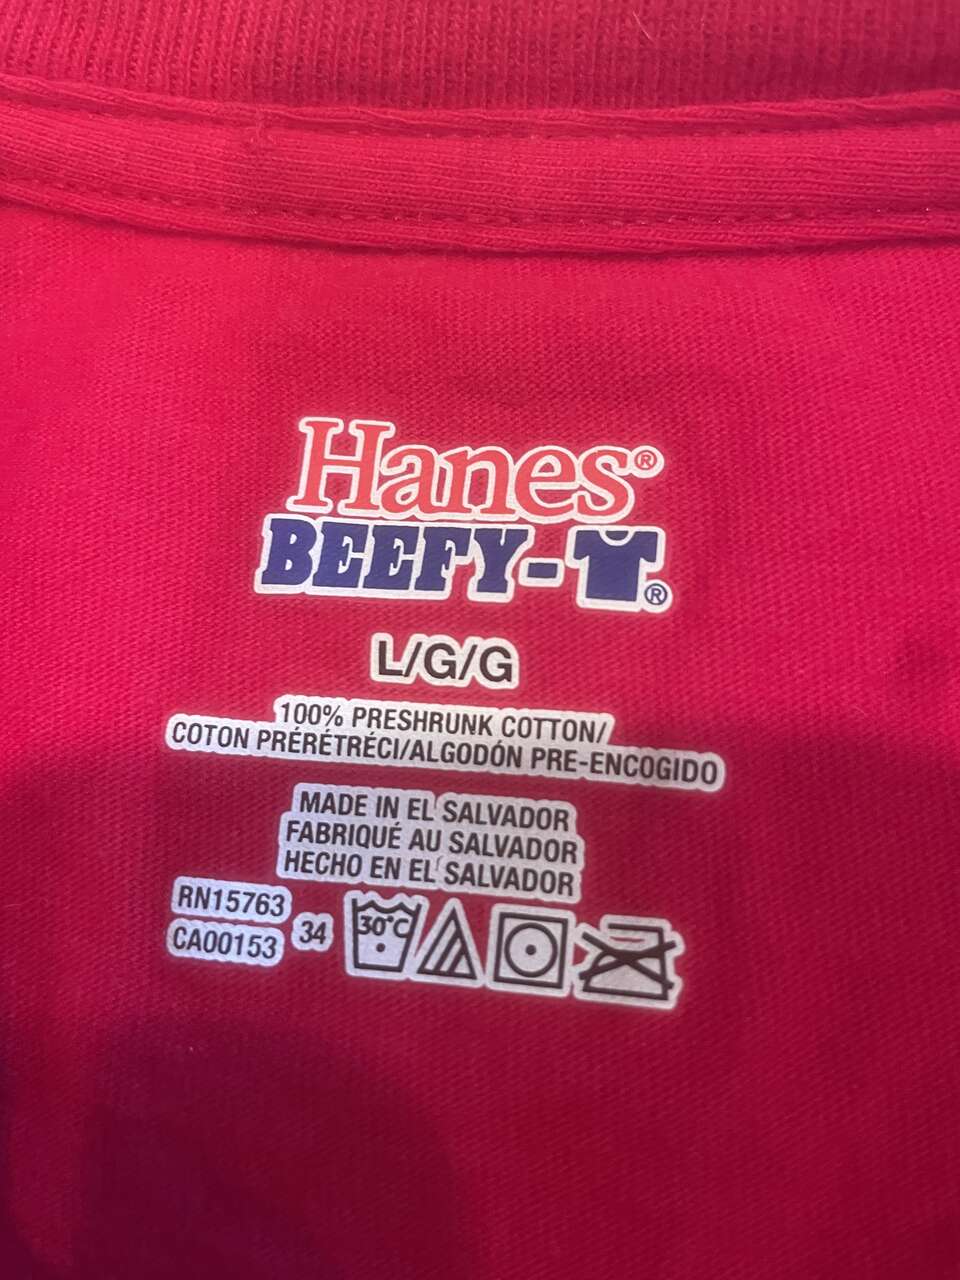 Hanes®
BEEFY-T®
L/G/G
100% PRESHRUNK COTTON/
COTON PRÉRÉTRÉCI/ALGODÓN PRE-ENCOGIDO
MADE IN EL SALVADOR
FABRIQUÉ AU SALVADOR
HECHO EN EL SALVADOR
RN15763
CA00153
34
30°C